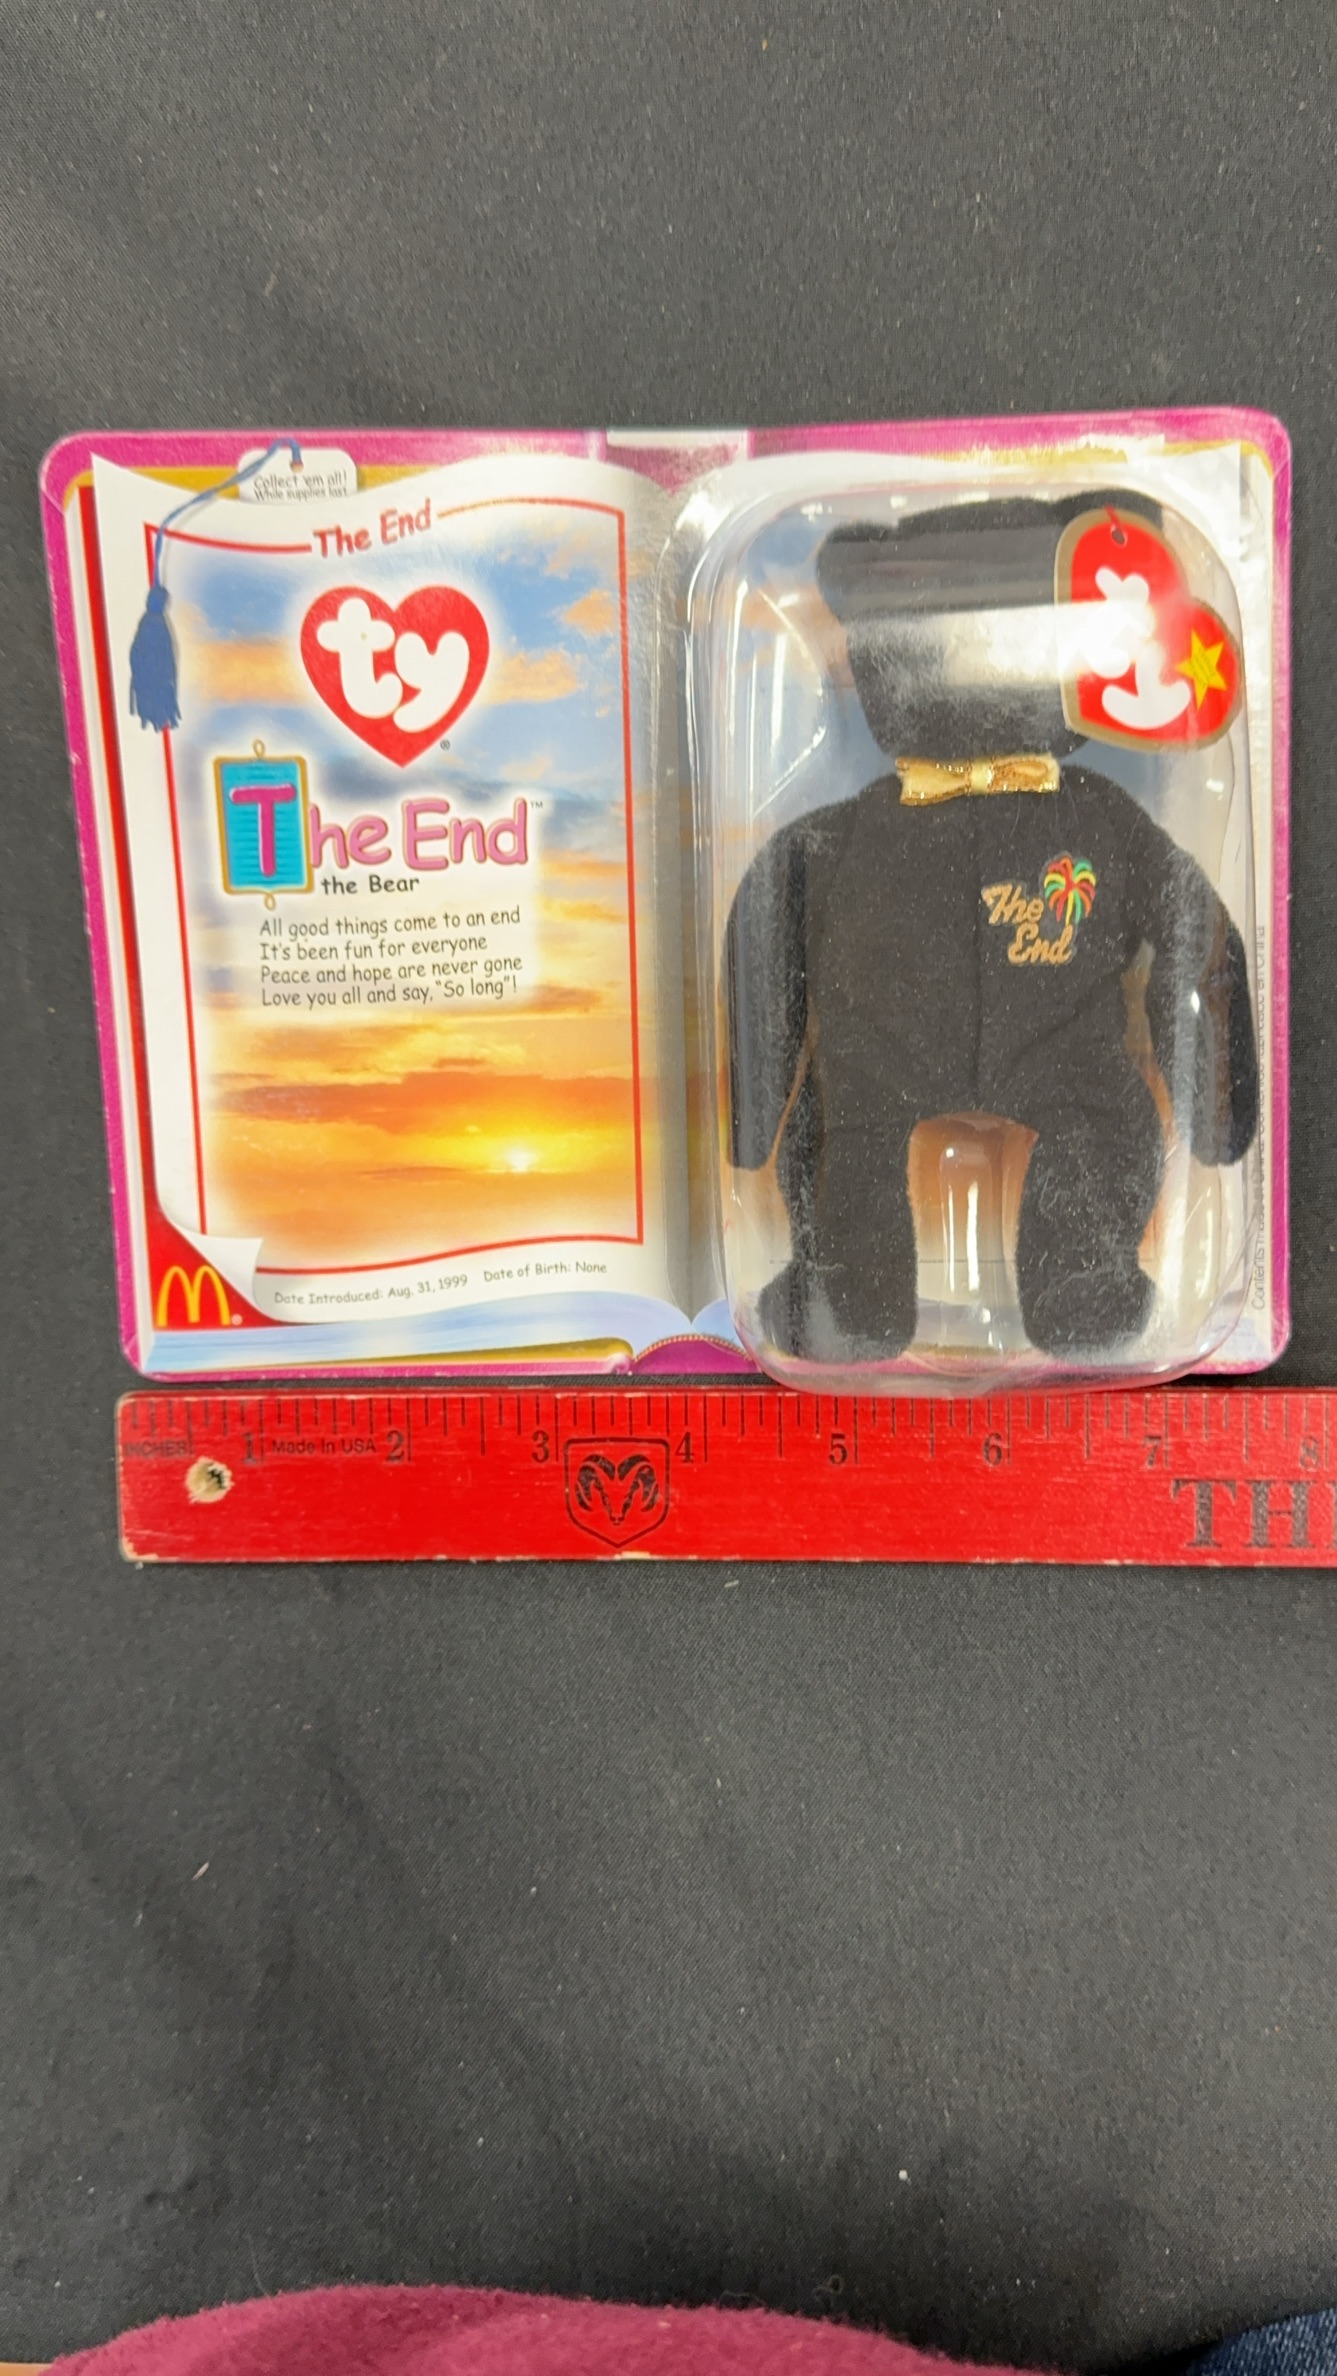 Collect 'em all!
While supplies last.
The End
ty
®
The End™
the Bear
All good things come to an end
It's been fun for everyone
Peace and hope are never gone
Love you all and say, "So long"!
Date Introduced: Aug. 31, 1999 Date of Birth: None
M®
ty
The
End
Contents
INCHES 1 Made In USA 2 3 4 5 6 7 8
TH